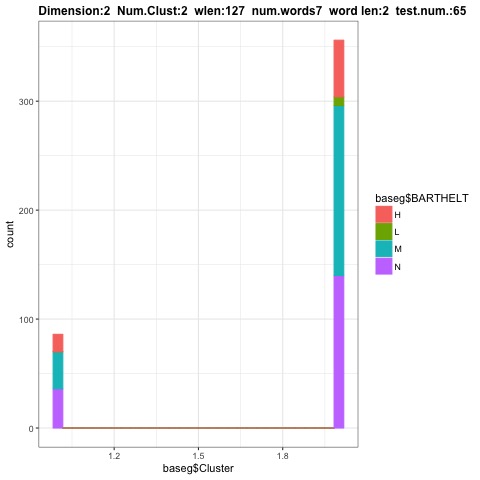 Dimension:2 Num.Clust:2 wlen:127 num.words7 word len:2 test.num.:65
300
200
100
0
count
1.2 1.5 1.8
baseg$Cluster
baseg$BARTHELT
H
L
M
N